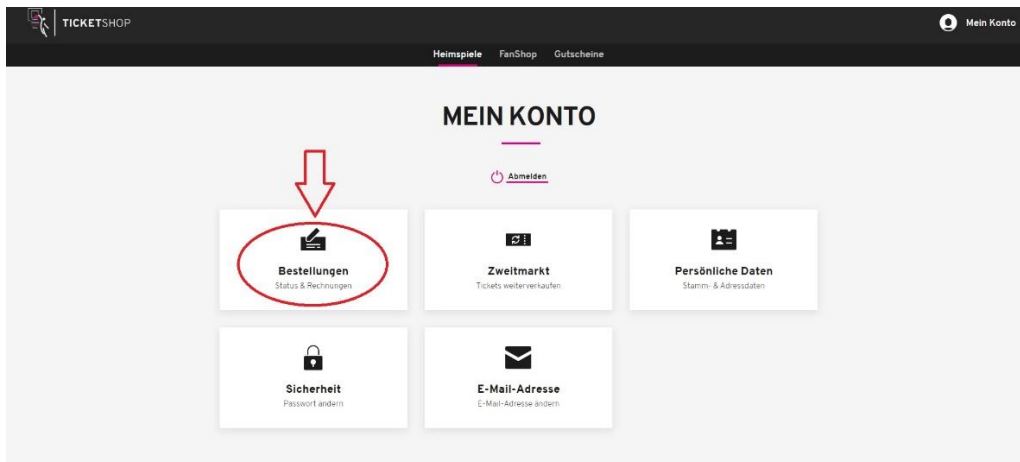 TICKETSHOP
Mein Konto
Heimspiele FanShop Gutscheine
MEIN KONTO
Abmelden
Bestellungen
Status & Rechnungen
Zweitmarkt
Tickets weiterverkaufen
Persönliche Daten
Stamm- & Adressdaten
Sicherheit
Passwort ändern
E-Mail-Adresse
E-Mail-Adresse ändern